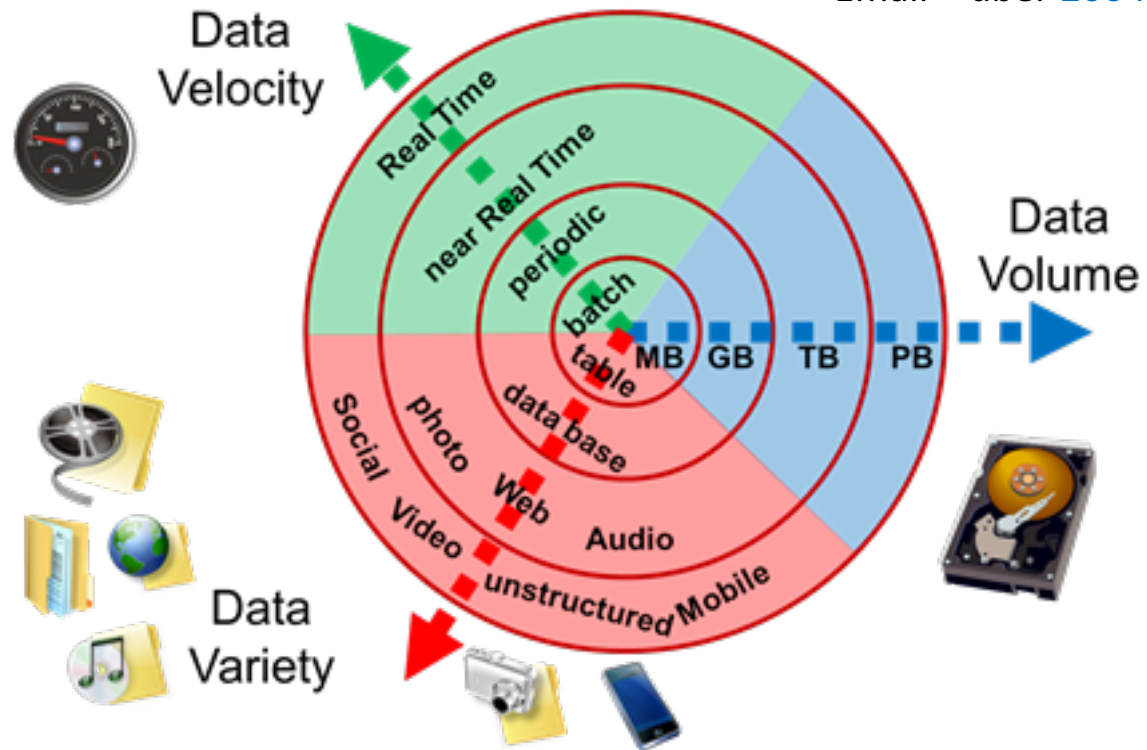 Data
Velocity
Real Time
near Real Time
periodic
batch
Data
Volume
MB GB TB PB
table
data base
photo
Social
Web
Video
Audio
unstructured
Mobile
Data
Variety